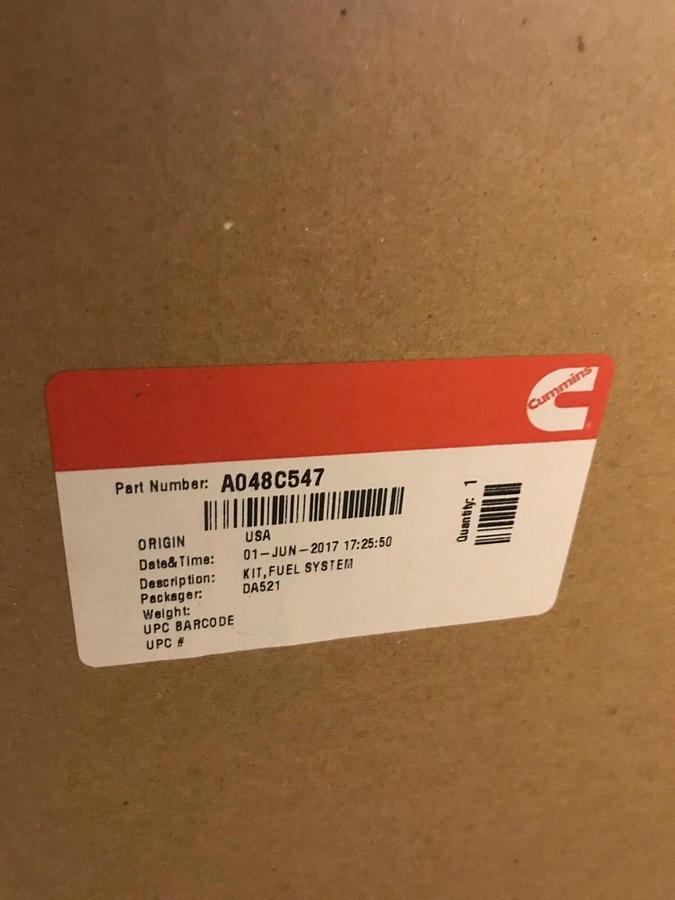 Cummins
Part Number: A048C547
Quantity: 1
ORIGIN USA
Date&Time: 01-JUN-2017 17:25:50
Description: KIT,FUEL SYSTEM
Packager: DA521
Weight:
UPC BARCODE
UPC #